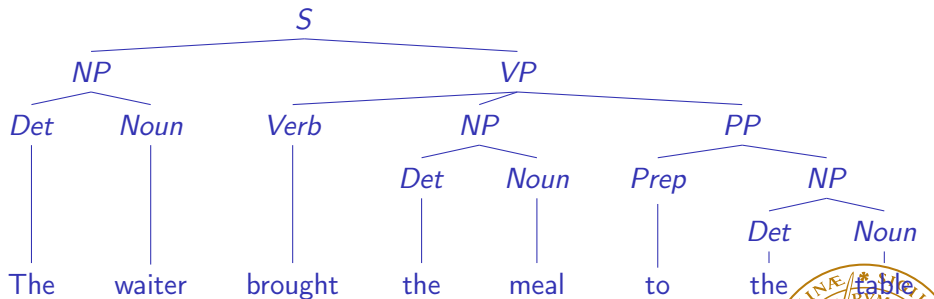 S
NP VP
Det Noun Verb NP PP
Det Noun Prep NP
Det Noun
The waiter brought the meal to the table